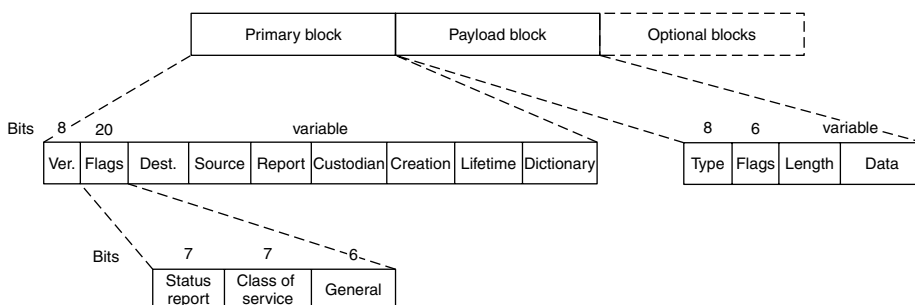 Primary block Payload block Optional blocks
Bits 8 20 variable 8 6 variable
Ver. Flags Dest. Source Report Custodian Creation Lifetime Dictionary Type Flags Length Data
Bits 7 7 6
Status report Class of service General